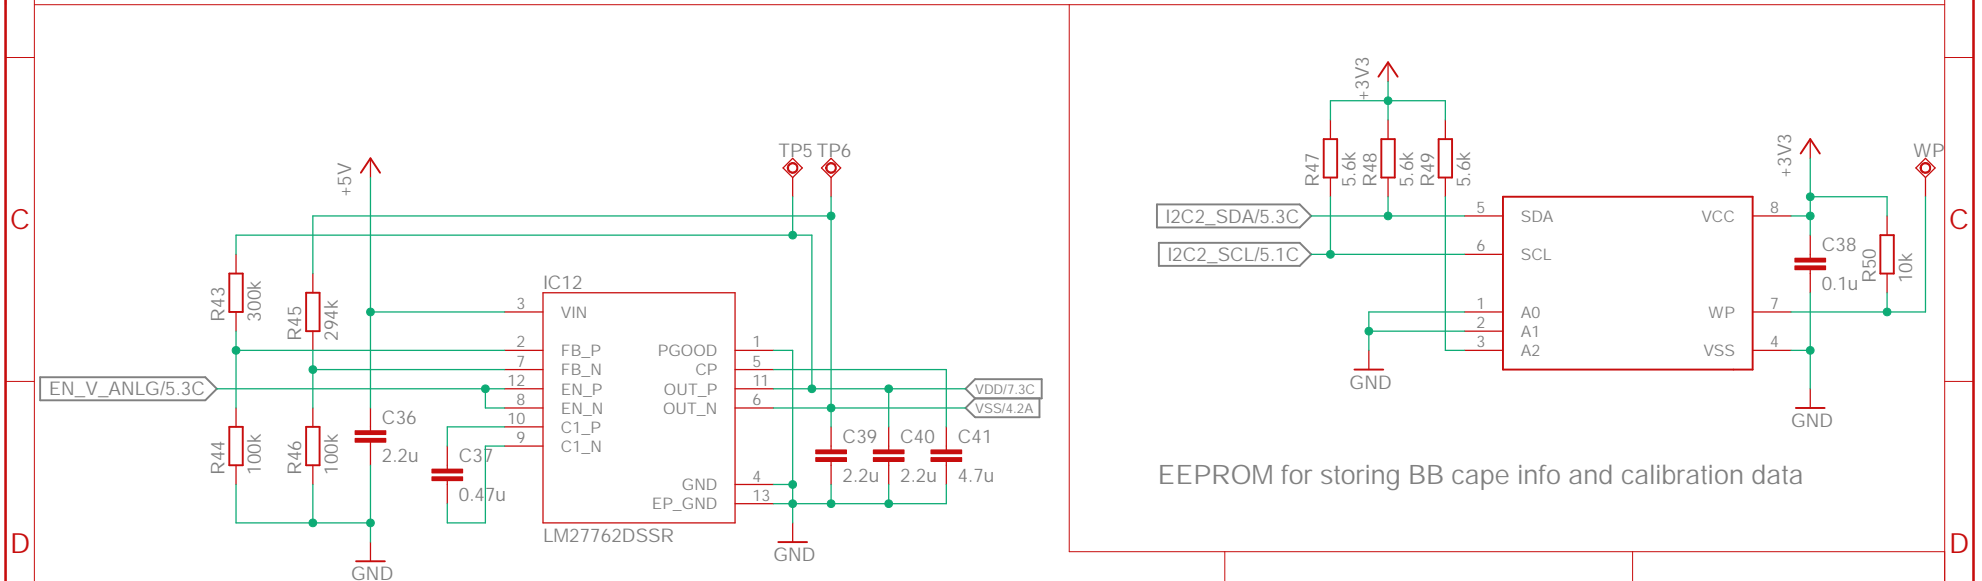 C
D
+5V
TP5 TP6
R43
300k
R45
294k
IC12
3
VIN
2
FB_P
7
FB_N
12
EN_P
8
EN_N
10
C1_P
9
C1_N
PGOOD
1
CP
5
OUT_P
11
OUT_N
6
GND
4
EP_GND
13
LM27762DSSR
EN_V_ANLG/5.3C
R44
100k
R46
100k
C36
2.2u
C37
0.47u
GND
VDD/7.3C
VSS/4.2A
C39
2.2u
C40
2.2u
C41
4.7u
GND
+3V3
R47
5.6k
R48
5.6k
R49
5.6k
I2C2_SDA/5.3C
I2C2_SCL/5.1C
5
SDA
6
SCL
1
A0
2
A1
3
A2
GND
VCC
8
WP
7
VSS
4
+3V3
WP
C38
0.1u
R50
10k
GND
EEPROM for storing BB cape info and calibration data
C
D